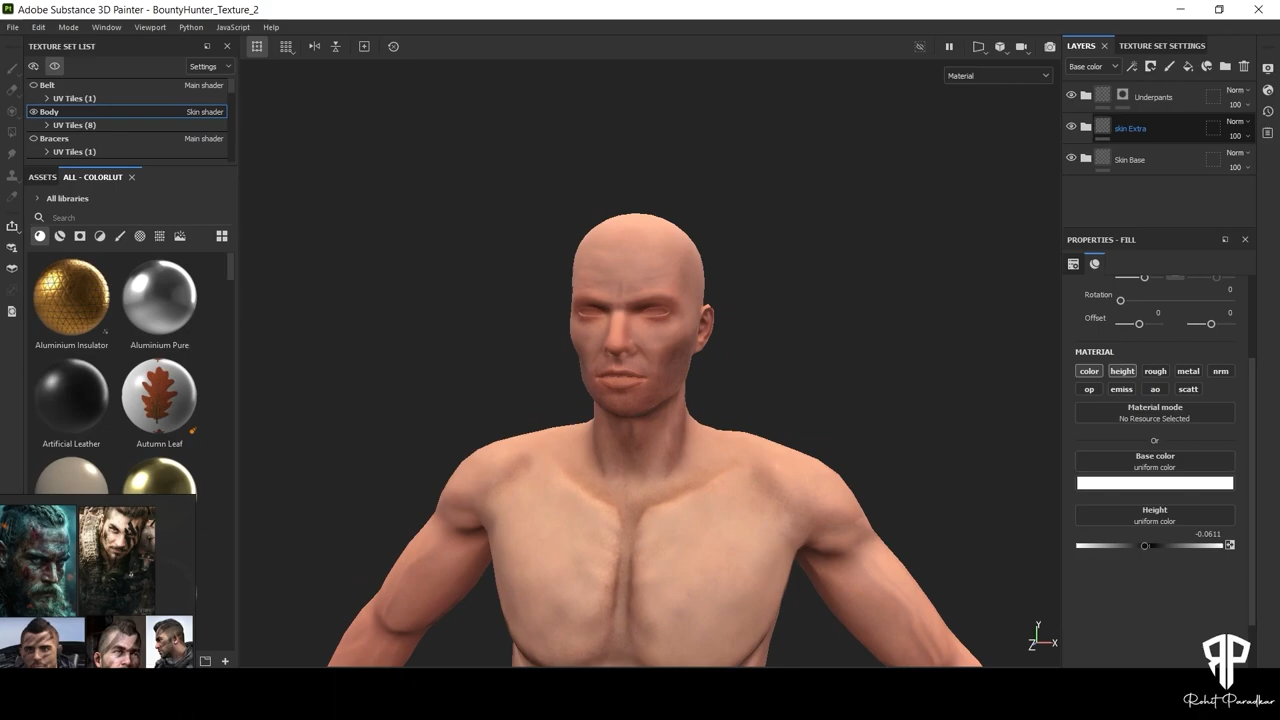 Adobe Substance 3D Painter - BountyHunter_Texture_2
File Edit Mode Window Viewport Python JavaScript Help
TEXTURE SET LIST
Settings
Belt Main shader
UV Tiles (1)
Body Skin shader
UV Tiles (8)
Bracers Main shader
UV Tiles (1)
ASSETS ALL - COLORLUT
All libraries
Search
Aluminium Insulator Aluminium Pure
Artificial Leather Autumn Leaf
Material
Y
Z X
LAYERS TEXTURE SET SETTINGS
Base color
Underpants Norm
100
skin Extra Norm
100
Skin Base Norm
100
PROPERTIES - FILL
Rotation 0
Offset 0 0
MATERIAL
color height rough metal nrm
op emiss ao scatt
Material mode
No Resource Selected
Or
Base color
uniform color
Height
uniform color
-0.0611
Rohit Paradkar